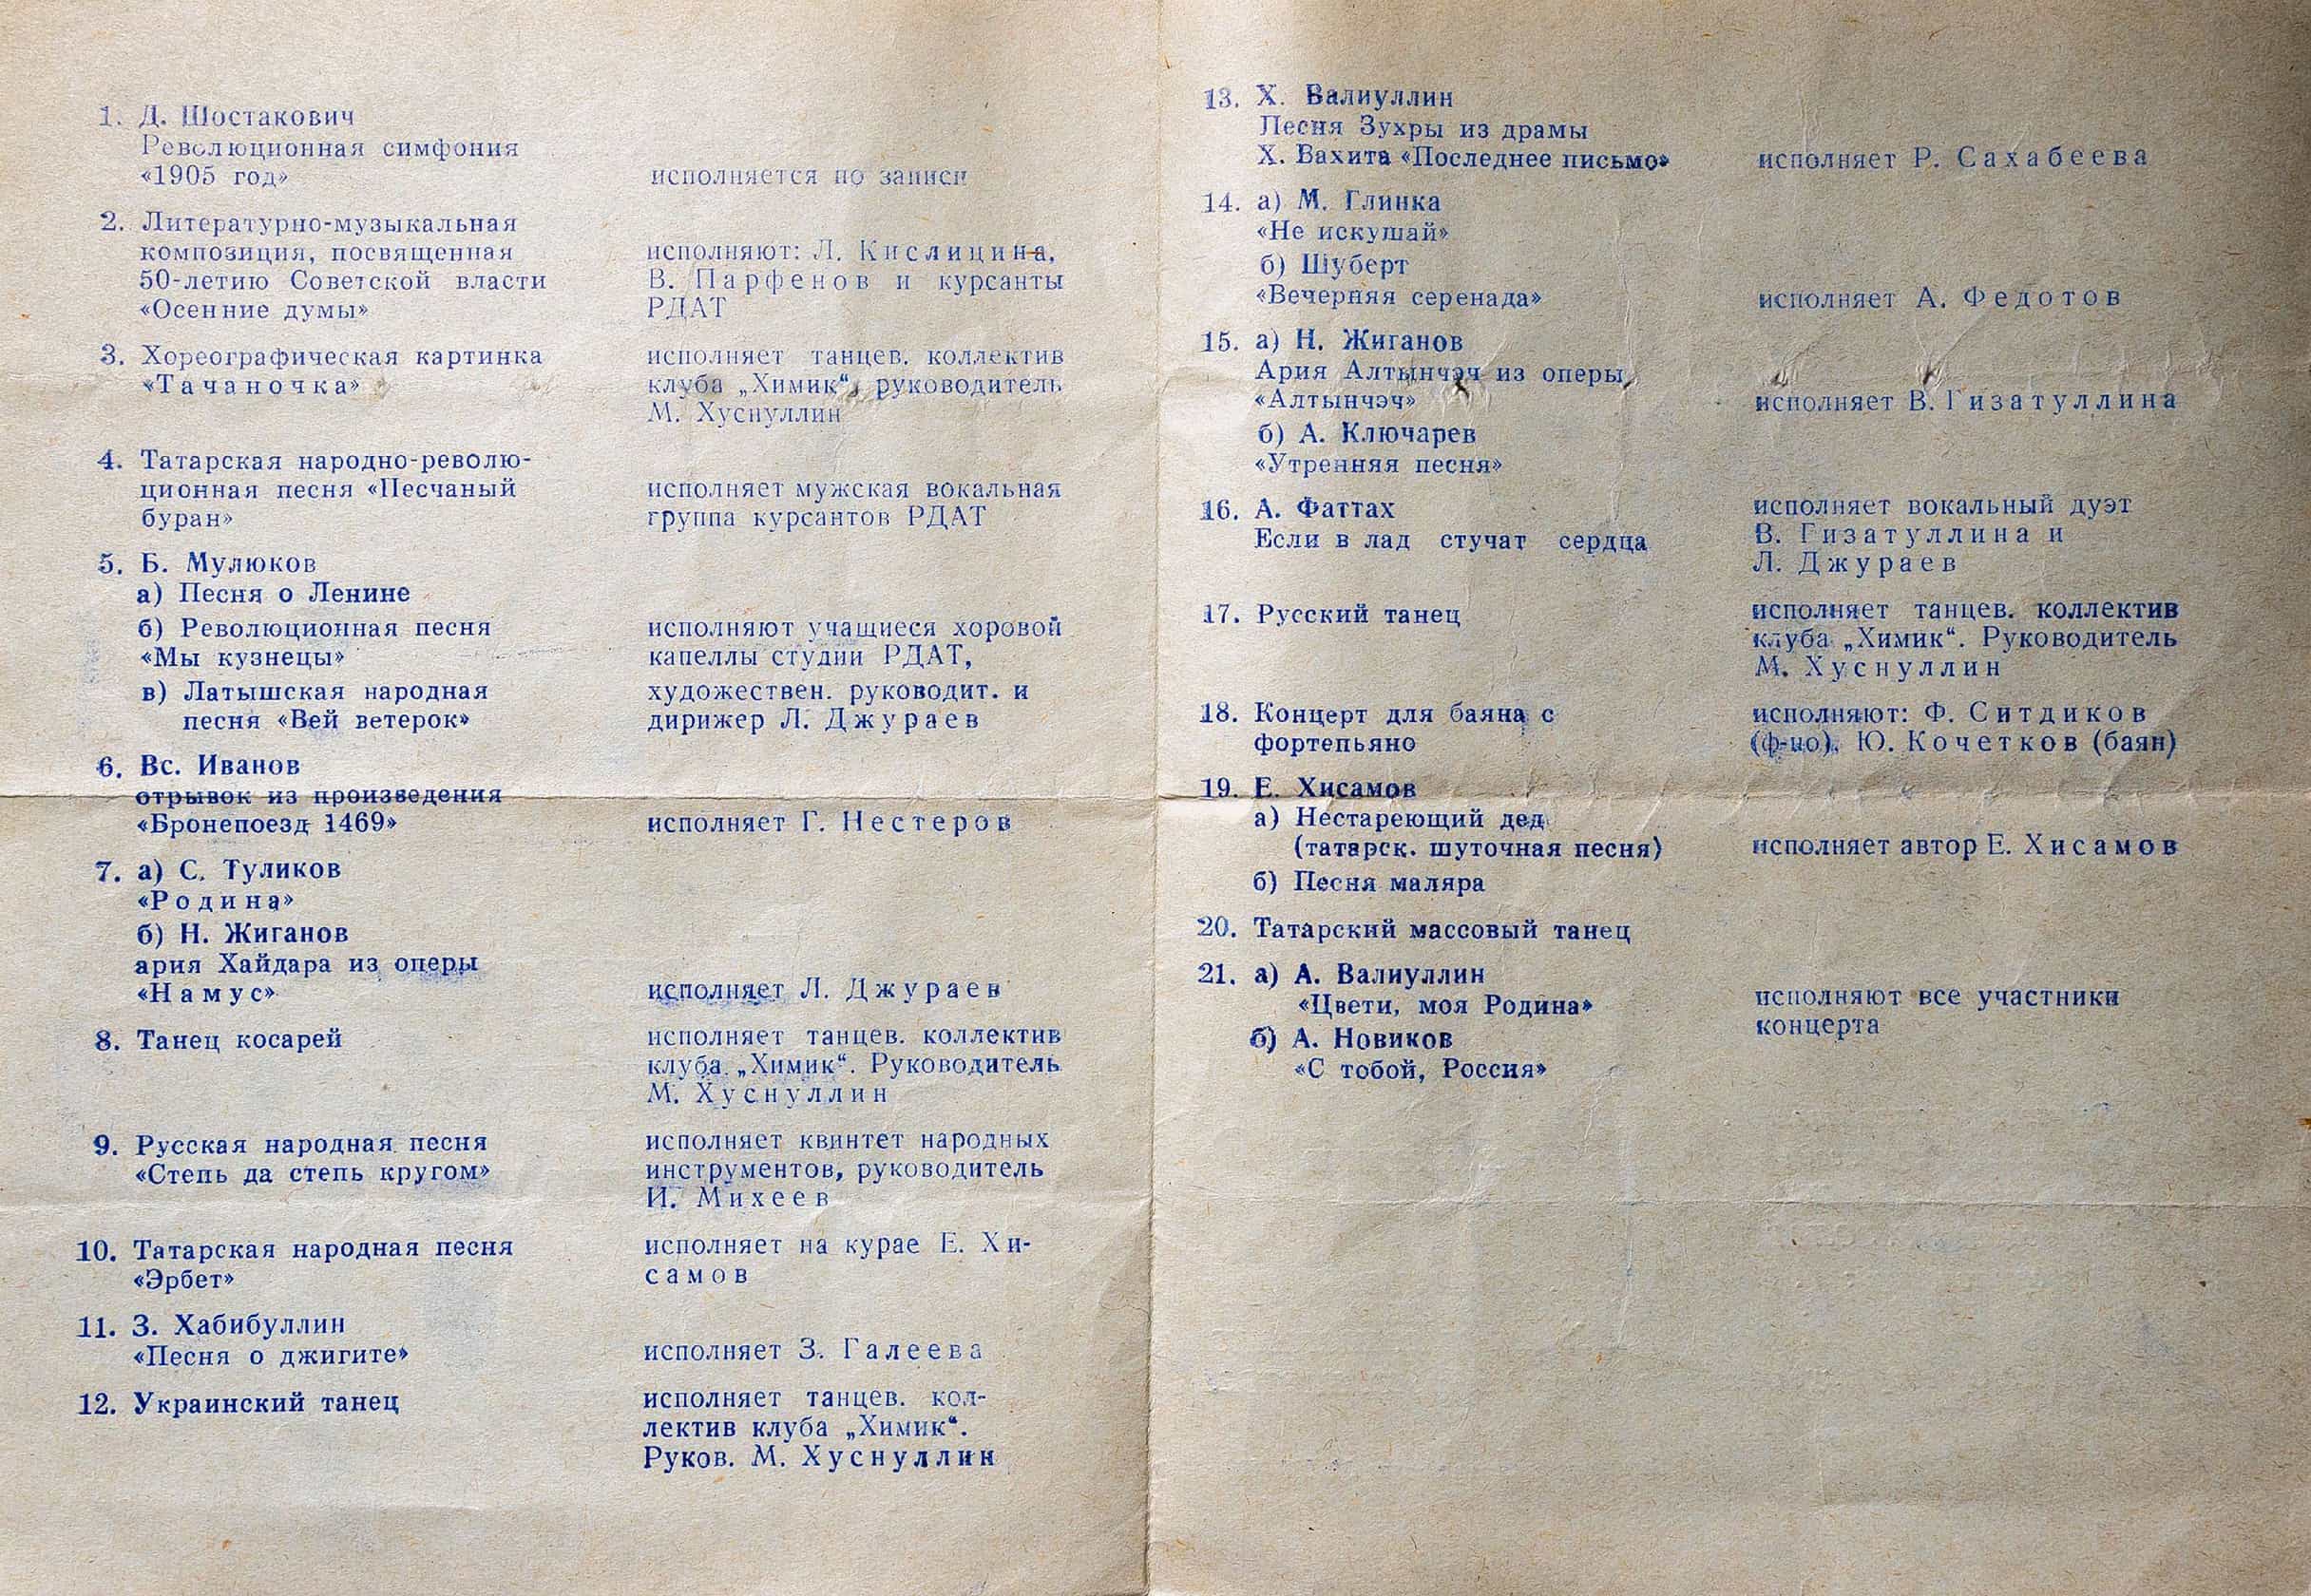 1. Д. Шостакович
Революционная симфония
«1905 год»
исполняется по записи
2. Литературно-музыкальная
композиция, посвященная
50-летию Советской власти
«Осенние думы»
исполняют: Л. Кислицина,
В. Парфенов и курсанты
РДАТ
3. Хореографическая картинка
«Тачаночка»
исполняет танцев. коллектив
клуба „Химик“, руководитель
М. Хуснуллин
4. Татарская народно-револю-
ционная песня «Песчаный
буран»
исполняет мужская вокальная
группа курсантов РДАТ
5. Б. Мулюков
а) Песня о Ленине
б) Революционная песня
«Мы кузнецы»
в) Латышская народная
песня «Вей ветерок»
исполняют учащиеся хоровой
капеллы студии РДАТ,
художествен. руководит. и
дирижер Л. Джураев
6. Вс. Иванов
отрывок из произведения
«Бронепоезд 1469»
исполняет Г. Нестеров
7. а) С. Туликов
«Родина»
б) Н. Жиганов
ария Хайдара из оперы
«Намус»
исполняет Л. Джураев
8. Танец косарей
исполняет танцев. коллектив
клуба „Химик“. Руководитель
М. Хуснуллин
9. Русская народная песня
«Степь да степь кругом»
исполняет квинтет народных
инструментов, руководитель
И. Михеев
10. Татарская народная песня
«Эрбет»
исполняет на курае Е. Хи-
самов
11. З. Хабибуллин
«Песня о джигите»
исполняет З. Галеева
12. Украинский танец
исполняет танцев. кол-
лектив клуба „Химик“.
Руков. М. Хуснуллин
13. Х. Валиуллин
Песня Зухры из драмы
Х. Вахита «Последнее письмо»
исполняет Р. Сахабеева
14. а) М. Глинка
«Не искушай»
б) Шуберт
«Вечерняя серенада»
исполняет А. Федотов
15. а) Н. Жиганов
Ария Алтынчэч из оперы
«Алтынчэч»
б) А. Ключарев
«Утренняя песня»
исполняет В. Гизатуллина
16. А. Фаттах
Если в лад стучат сердца
исполняет вокальный дуэт
В. Гизатуллина и
Л. Джураев
17. Русский танец
исполняет танцев. коллектив
клуба „Химик“. Руководитель
М. Хуснуллин
18. Концерт для баяна с
фортепьяно
исполняют: Ф. Ситдиков
(ф-но), Ю. Кочетков (баян)
19. Е. Хисамов
а) Нестареющий дед
(татарск. шуточная песня)
б) Песня маляра
исполняет автор Е. Хисамов
20. Татарский массовый танец
21. а) А. Валиуллин
«Цвети, моя Родина»
б) А. Новиков
«С тобой, Россия»
исполняют все участники
концерта